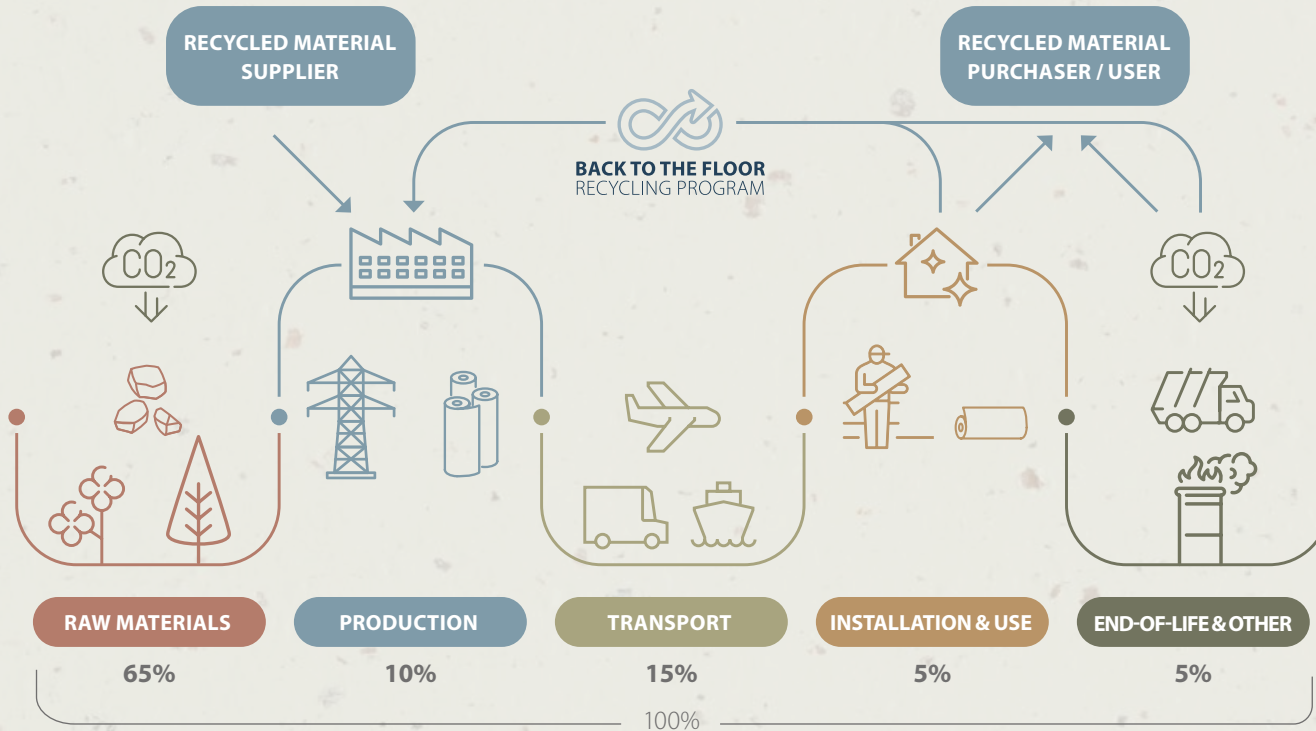 RECYCLED MATERIAL
SUPPLIER
RECYCLED MATERIAL
PURCHASER / USER
BACK TO THE FLOOR
RECYCLING PROGRAM
CO2
CO2
RAW MATERIALS
PRODUCTION
TRANSPORT
INSTALLATION & USE
END-OF-LIFE & OTHER
65%
10%
15%
5%
5%
100%